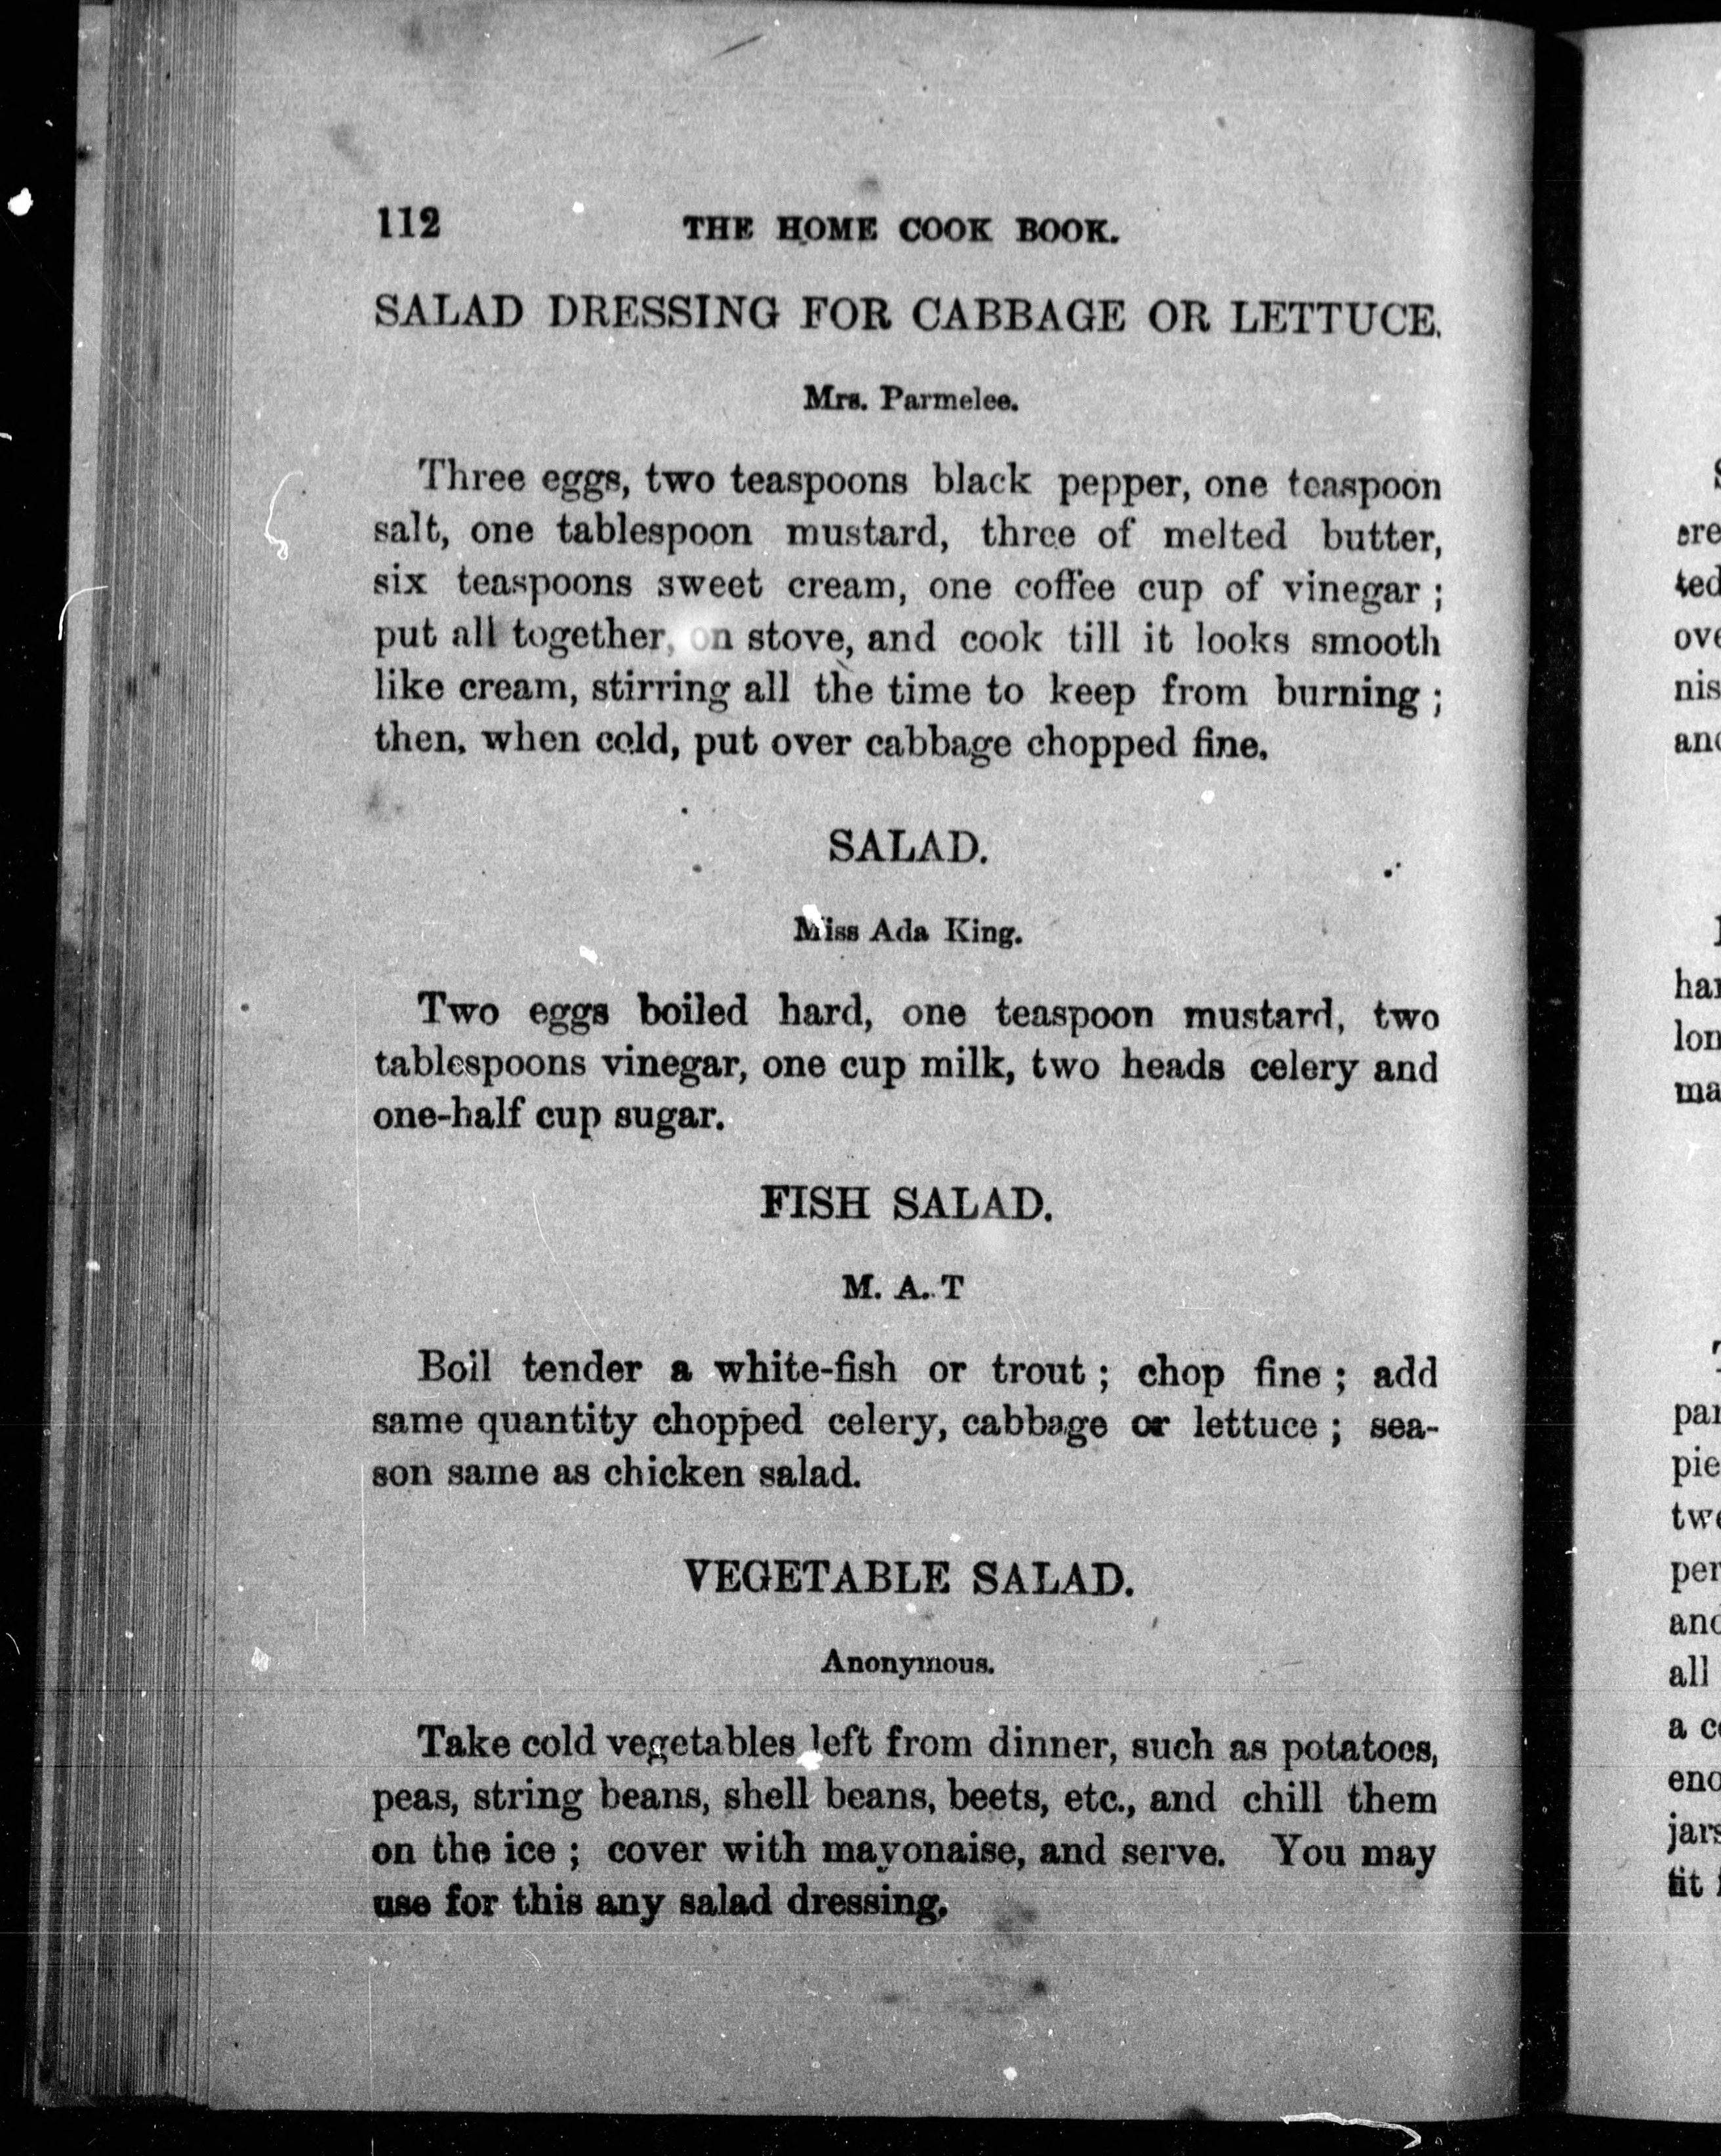 112 THE HOME COOK BOOK.
SALAD DRESSING FOR CABBAGE OR LETTUCE.
Mrs. Parmelee.
Three eggs, two teaspoons black pepper, one teaspoon
salt, one tablespoon mustard, three of melted butter,
six teaspoons sweet cream, one coffee cup of vinegar ;
put all together, on stove, and cook till it looks smooth
like cream, stirring all the time to keep from burning ;
then, when cold, put over cabbage chopped fine.
SALAD.
Miss Ada King.
Two eggs boiled hard, one teaspoon mustard, two
tablespoons vinegar, one cup milk, two heads celery and
one-half cup sugar.
FISH SALAD.
M. A. T
Boil tender a white-fish or trout ; chop fine ; add
same quantity chopped celery, cabbage or lettuce ; sea-
son same as chicken salad.
VEGETABLE SALAD.
Anonymous.
Take cold vegetables left from dinner, such as potatoes,
peas, string beans, shell beans, beets, etc., and chill them
on the ice ; cover with mayonaise, and serve. You may
use for this any salad dressing.